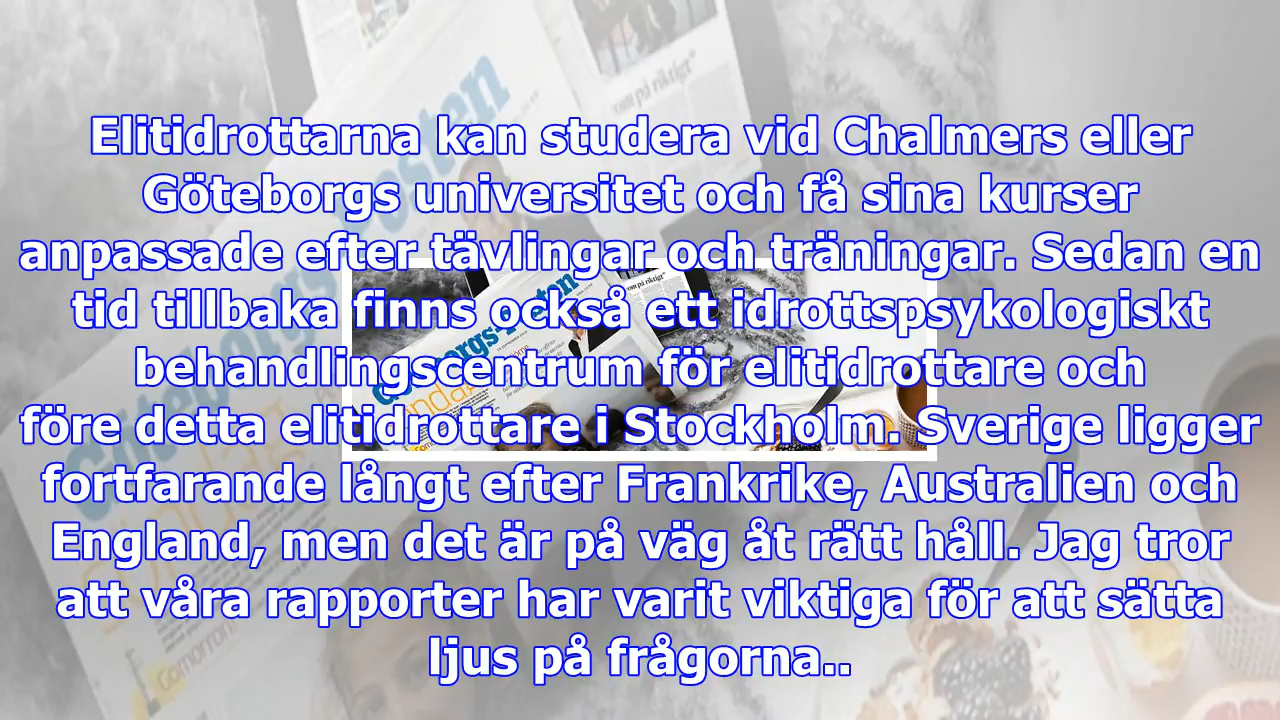 Elitidrottarna kan studera vid Chalmers eller
Göteborgs universitet och få sina kurser
anpassade efter tävlingar och träningar. Sedan en
tid tillbaka finns också ett idrottspsykologiskt
behandlingscentrum för elitidrottare och
före detta elitidrottare i Stockholm. Sverige ligger
fortfarande långt efter Frankrike, Australien och
England, men det är på väg åt rätt håll. Jag tror
att våra rapporter har varit viktiga för att sätta
ljus på frågorna..